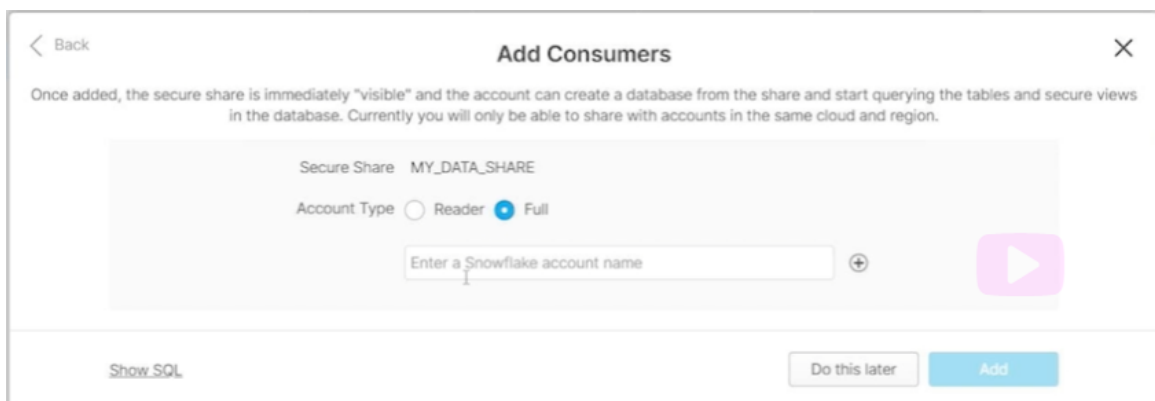 Back
Add Consumers
Once added, the secure share is immediately "visible" and the account can create a database from the share and start querying the tables and secure views
in the database. Currently you will only be able to share with accounts in the same cloud and region.
Secure Share MY_DATA_SHARE
Account Type Reader Full
Enter a Snowflake account name
Show SQL
Do this later Add